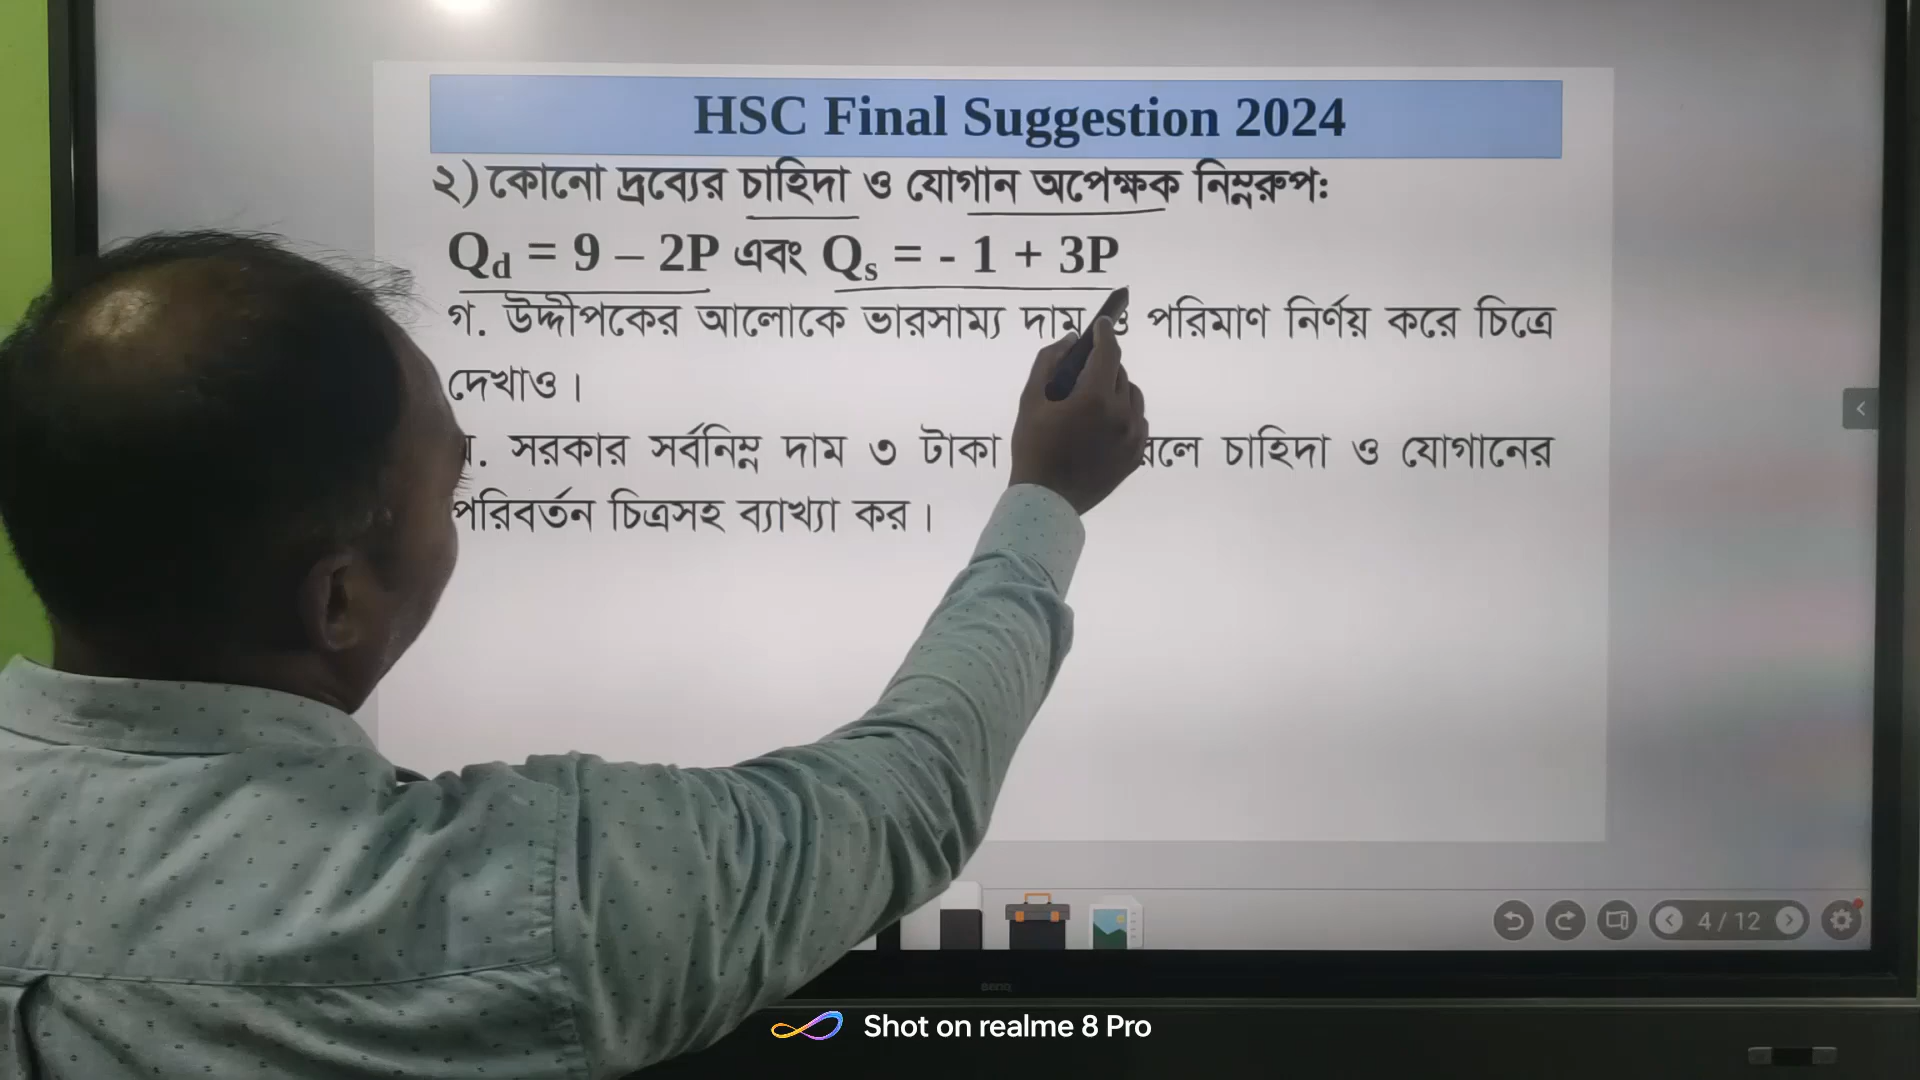 HSC Final Suggestion 2024
২) কোনো দ্রব্যের চাহিদা ও যোগান অপেক্ষক নিম্নরুপঃ
Qd = 9 – 2P এবং Qs = - 1 + 3P
গ. উদ্দীপকের আলোকে ভারসাম্য দাম ও পরিমাণ নির্ণয় করে চিত্রে
দেখাও।
সরকার সর্বনিম্ন দাম ৩ টাকা চাহিদা ও যোগানের
পরিবর্তন চিত্রসহ ব্যাখ্যা কর।
4 / 12
BenQ
Shot on realme 8 Pro